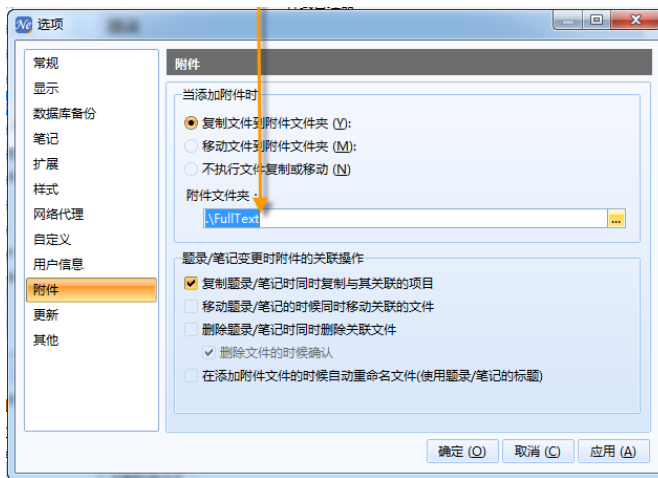 Ne 选项
常规
显示
数据库备份
笔记
扩展
样式
网络代理
自定义
用户信息
附件
更新
其他
附件
当添加附件时
复制文件到附件文件夹 (Y):
移动文件到附件文件夹 (M):
不执行文件复制或移动 (N)
附件文件夹：
.\FullText
...
题录/笔记变更时附件的关联操作
复制题录/笔记时同时复制与其关联的项目
移动题录/笔记的时候同时移动关联的文件
删除题录/笔记时同时删除关联文件
删除文件的时候确认
在添加附件文件的时候自动重命名文件(使用题录/笔记的标题)
确定 (O)
取消 (C)
应用 (A)